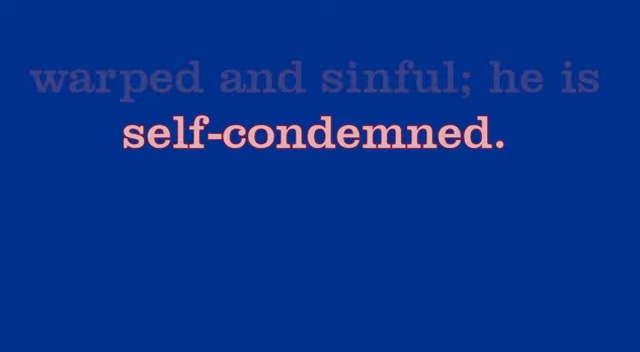 warped and sinful; he is
self-condemned.